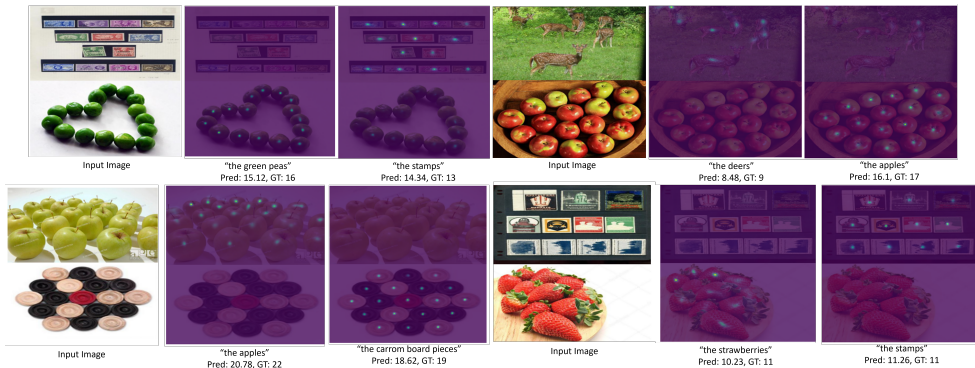 Input Image
"the green peas"
Pred: 15.12, GT: 16
"the stamps"
Pred: 14.34, GT: 13
Input Image
"the deers"
Pred: 8.48, GT: 9
"the apples"
Pred: 16.1, GT: 17
Input Image
"the apples"
Pred: 20.78, GT: 22
"the carrom board pieces"
Pred: 18.62, GT: 19
Input Image
"the strawberries"
Pred: 10.23, GT: 11
"the stamps"
Pred: 11.26, GT: 11